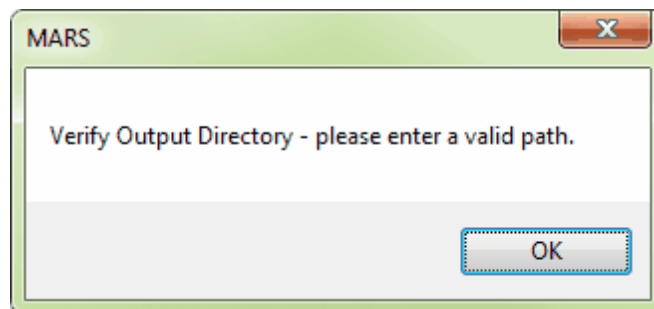 MARS
Verify Output Directory - please enter a valid path.
OK